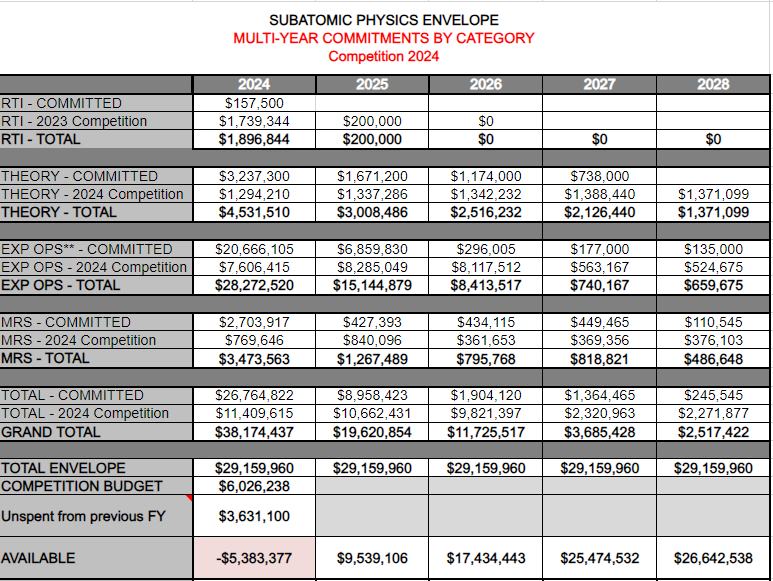 SUBATOMIC PHYSICS ENVELOPE
MULTI-YEAR COMMITMENTS BY CATEGORY
Competition 2024
2024 2025 2026 2027 2028
RTI - COMMITTED $157,500
RTI - 2023 Competition $1,739,344 $200,000 $0
RTI - TOTAL $1,896,844 $200,000 $0 $0 $0
THEORY - COMMITTED $3,237,300 $1,671,200 $1,174,000 $738,000
THEORY - 2024 Competition $1,294,210 $1,337,286 $1,342,232 $1,388,440 $1,371,099
THEORY - TOTAL $4,531,510 $3,008,486 $2,516,232 $2,126,440 $1,371,099
EXP OPS** - COMMITTED $20,666,105 $6,859,830 $296,005 $177,000 $135,000
EXP OPS - 2024 Competition $7,606,415 $8,285,049 $8,117,512 $563,167 $524,675
EXP OPS - TOTAL $28,272,520 $15,144,879 $8,413,517 $740,167 $659,675
MRS - COMMITTED $2,703,917 $427,393 $434,115 $449,465 $110,545
MRS - 2024 Competition $769,646 $840,096 $361,653 $369,356 $376,103
MRS - TOTAL $3,473,563 $1,267,489 $795,768 $818,821 $486,648
TOTAL - COMMITTED $26,764,822 $8,958,423 $1,904,120 $1,364,465 $245,545
TOTAL - 2024 Competition $11,409,615 $10,662,431 $9,821,397 $2,320,963 $2,271,877
GRAND TOTAL $38,174,437 $19,620,854 $11,725,517 $3,685,428 $2,517,422
TOTAL ENVELOPE $29,159,960 $29,159,960 $29,159,960 $29,159,960 $29,159,960
COMPETITION BUDGET $6,026,238
Unspent from previous FY $3,631,100
AVAILABLE -$5,383,377 $9,539,106 $17,434,443 $25,474,532 $26,642,538